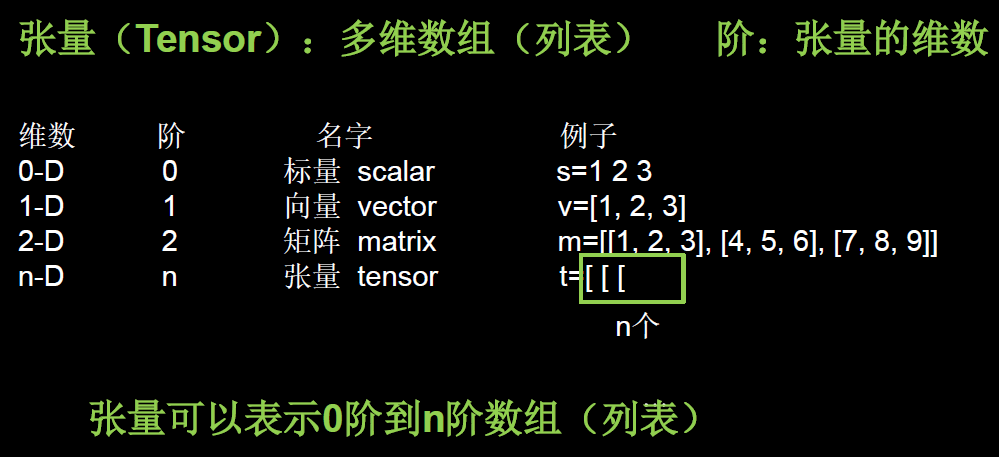 张量（Tensor）：多维数组（列表） 阶：张量的维数
维数 阶 名字 例子
0-D 0 标量 scalar s=1 2 3
1-D 1 向量 vector v=[1, 2, 3]
2-D 2 矩阵 matrix m=[[1, 2, 3], [4, 5, 6], [7, 8, 9]]
n-D n 张量 tensor t=[ [ [
n个
张量可以表示0阶到n阶数组（列表）